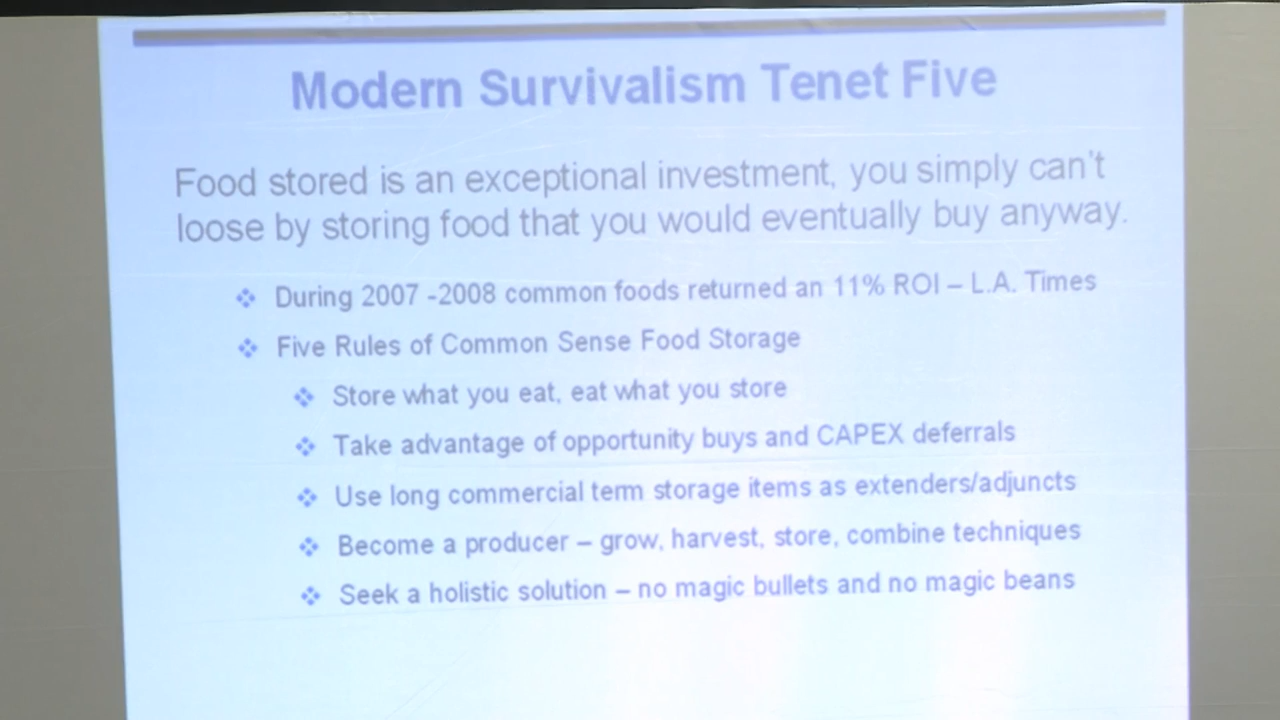 Modern Survivalism Tenet Five
Food stored is an exceptional investment, you simply can't
loose by storing food that you would eventually buy anyway.
During 2007 -2008 common foods returned an 11% ROI – L.A. Times
Five Rules of Common Sense Food Storage
Store what you eat, eat what you store
Take advantage of opportunity buys and CAPEX deferrals
Use long commercial term storage items as extenders/adjuncts
Become a producer – grow, harvest, store, combine techniques
Seek a holistic solution – no magic bullets and no magic beans